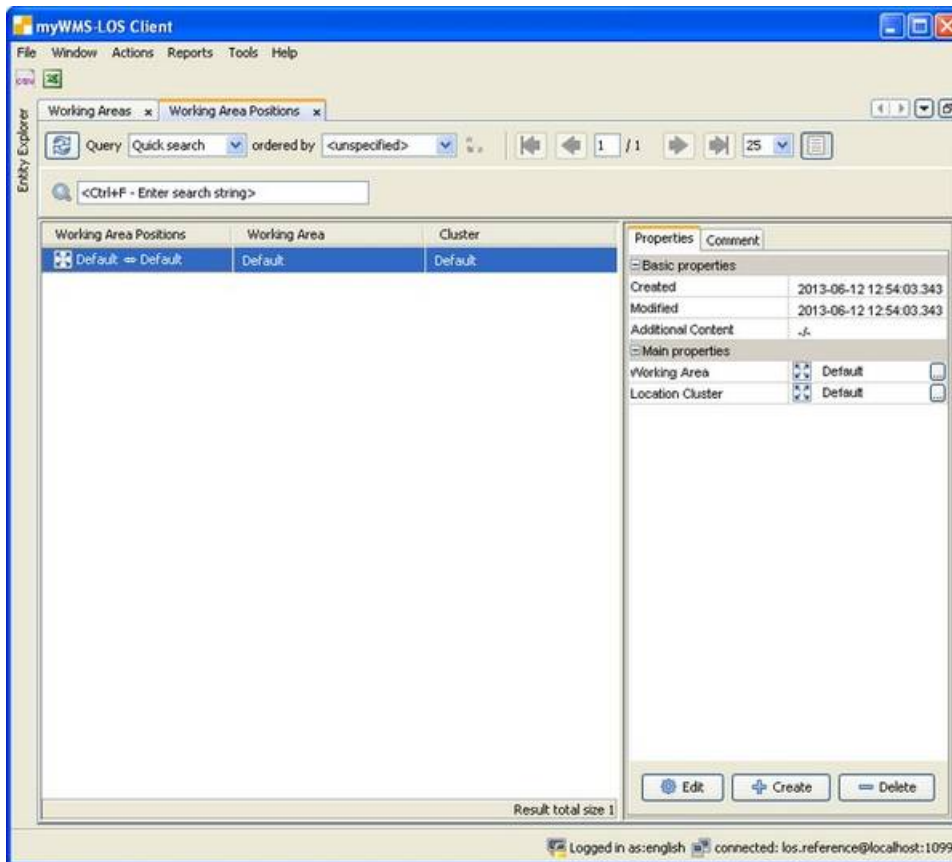 myWMS-LOS Client
File Window Actions Reports Tools Help
csv
Entity Explorer
Working Areas x Working Area Positions x
Query Quick search ordered by <unspecified> 1 / 1 25
<Ctrl+F - Enter search string>
Working Area Positions Working Area Cluster
Default ⇔ Default Default Default
Properties Comment
Basic properties
Created 2013-06-12 12:54:03.343
Modified 2013-06-12 12:54:03.343
Additional Content -/-
Main properties
Working Area Default ...
Location Cluster Default ...
Edit Create Delete
Result total size 1
Logged in as:english connected: los.reference@localhost:1099